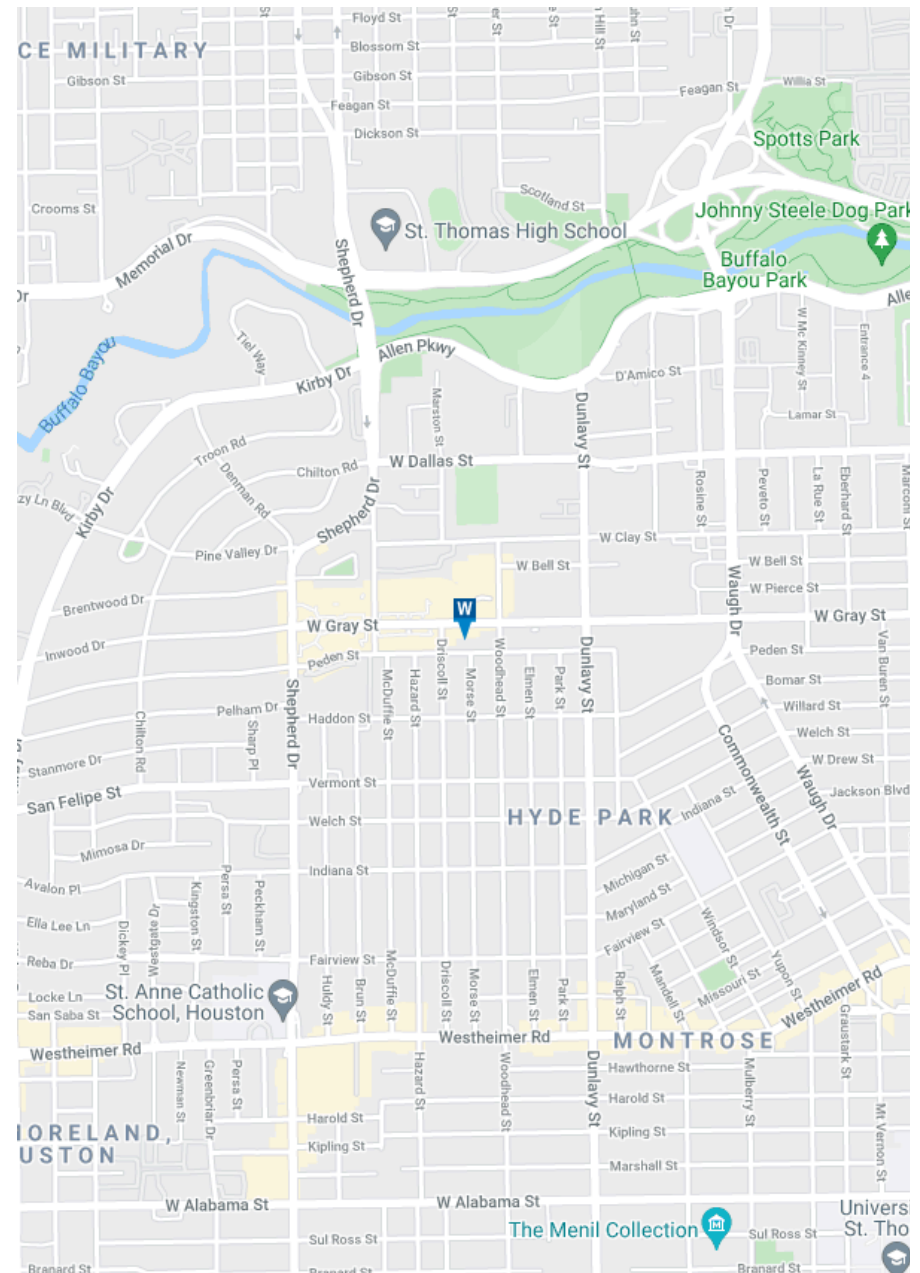 Floyd St
CE MILITARY
Blossom St
Gibson St
Gibson St
Willia St
Feagan St
Feagan St
Dickson St
Spotts Park
Scotland St
Crooms St
Johnny Steele Dog Park
St. Thomas High School
Memorial Dr
Shepherd Dr
Buffalo
Bayou Park
Dr
Alle
W Mc Kinney St
Entrance 4
Tiel Way
Allen Pkwy
Buffalo Bayou
Kirby Dr
D'Amico St
Marston St
Dunlavy St
Lamar St
Troon Rd
W Dallas St
Chilton Rd
Denman Rd
Rosine St
Peveto St
La Rue St
Eberhard St
Marconi St
zy Ln Blvd
Kirby Dr
Shepherd Dr
W Clay St
Pine Valley Dr
W Bell St
W Bell St
Waugh Dr
W Pierce St
Brentwood Dr
W
W Gray St
W Gray St
Inwood Dr
Peden St
Driscoll St
Woodhead St
Dunlavy St
Peden St
Van Buren St
McDuffie St
Hazard St
Morse St
Elmen St
Park St
Bomar St
Shepherd Dr
Pelham Dr
Haddon St
Willard St
Chilton Rd
Sharp Pl
Welch St
Stanmore Dr
Commonwealth St
W Drew St
Vermont St
Waugh Dr
Jackson Blvd
San Felipe St
Indiana St
Welch St
HYDE PARK
Mimosa Dr
Indiana St
Michigan St
Avalon Pl
Persa St
Peckham St
Kingston St
Maryland St
Ella Lee Ln
Dickey Pl
Westgate Dr
Windsor St
Fairview St
Reba Dr
Fairview St
McDuffie St
Yupon St
Huldy St
Brun St
Driscoll St
Morse St
Elmen St
Park St
Ralph St
Mandell St
Missouri St
Westheimer Rd
Locke Ln
St. Anne Catholic
School, Houston
San Saba St
Graustark St
Westheimer Rd
Westheimer Rd
MONTROSE
Newman St
Greenbriar Dr
Persa St
Hazard St
Woodhead St
Dunlavy St
Hawthorne St
Mulberry St
Harold St
Harold St
Mt Vernon St
MORELAND,
USTON
Kipling St
Kipling St
Marshall St
W Alabama St
W Alabama St
The Menil Collection
Universi
St. Tho
Sul Ross St
Sul Ross St
Branard St
Branard St
Branard St